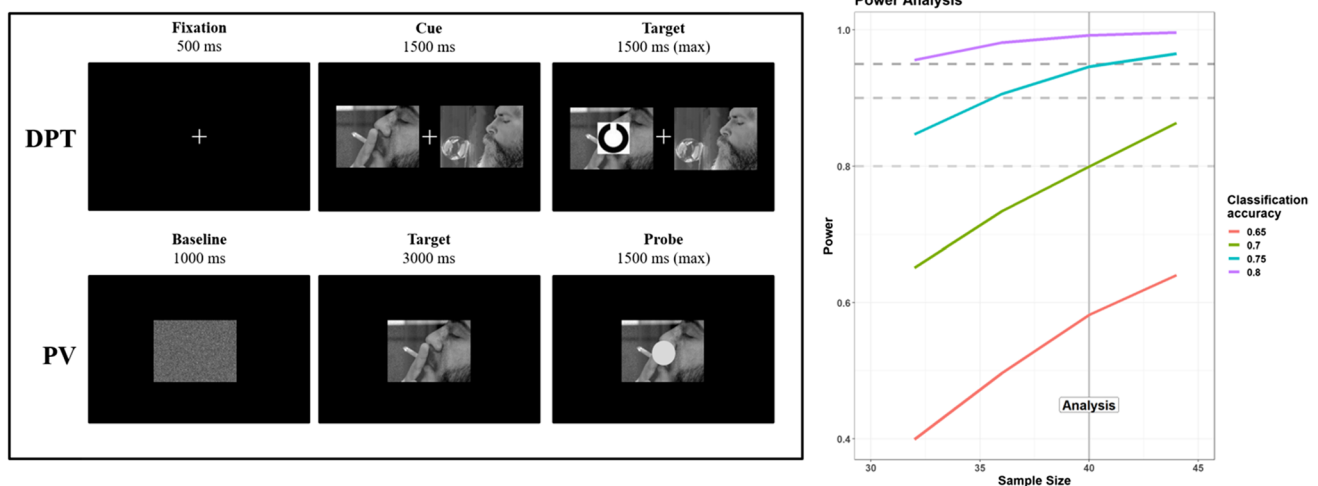 Fixation
500 ms
Cue
1500 ms
Target
1500 ms (max)
DPT
Baseline
1000 ms
Target
3000 ms
Probe
1500 ms (max)
PV
Power Analysis
1.0
0.8
0.6
0.4
Power
30
35
40
45
Sample Size
Analysis
Classification
accuracy
0.65
0.7
0.75
0.8